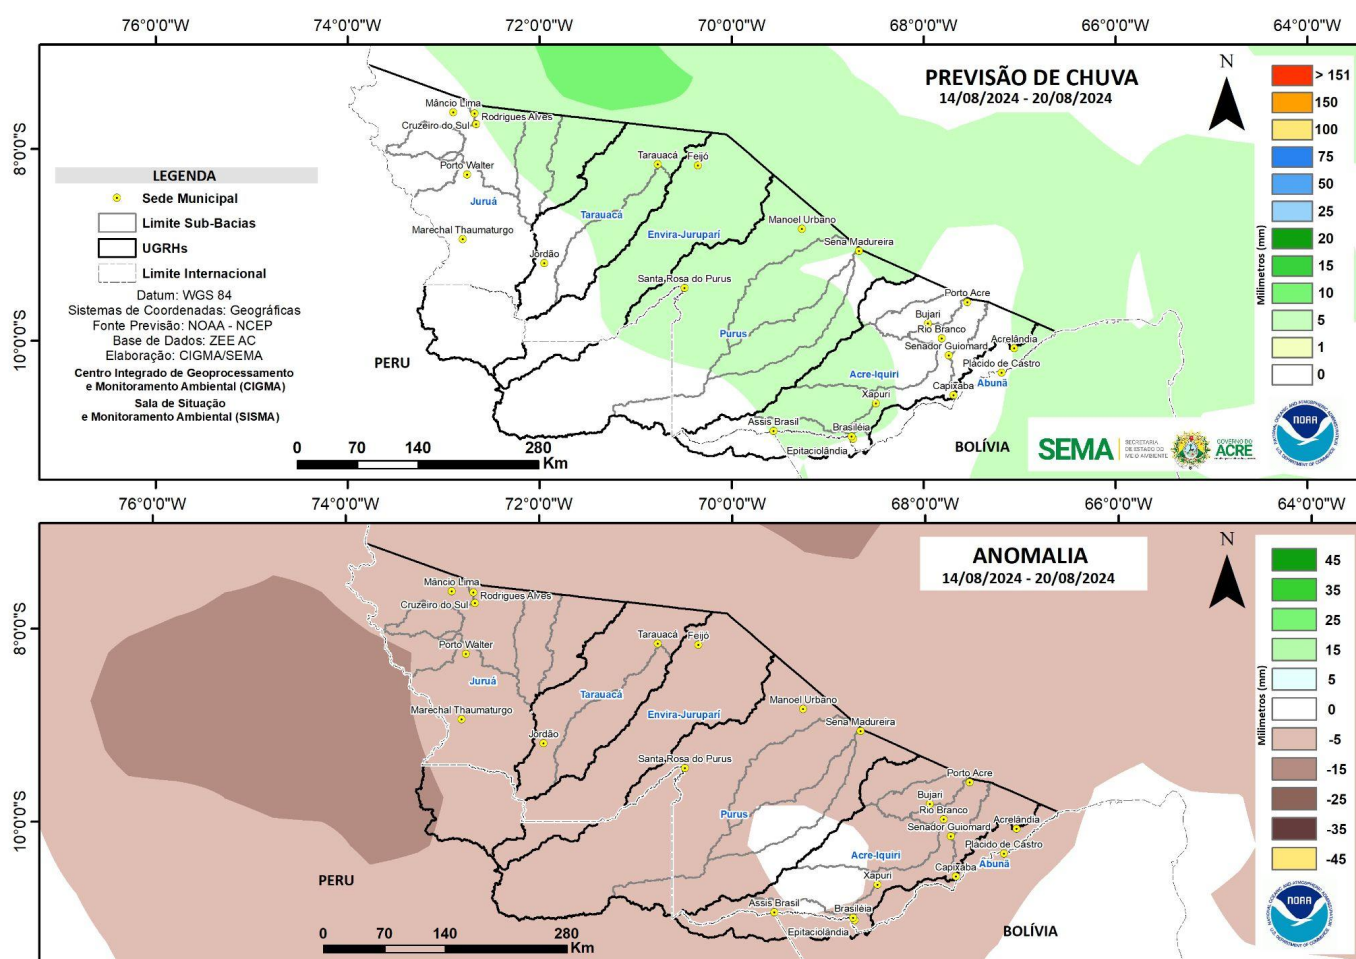 76°0'0"W 74°0'0"W 72°0'0"W 70°0'0"W 68°0'0"W 66°0'0"W 64°0'0"W
PREVISÃO DE CHUVA
14/08/2024 - 20/08/2024
N
> 151
150
100
75
50
25
20
15
10
5
1
0
Milimetros (mm)
8°0'0"S
10°0'0"S
LEGENDA
Sede Municipal
Limite Sub-Bacias
UGRHs
Limite Internacional
Datum: WGS 84
Sistemas de Coordenadas: Geográficas
Fonte Previsão: NOAA - NCEP
Base de Dados: ZEE AC
Elaboração: CIGMA/SEMA
Centro Integrado de Geoprocessamento
e Monitoramento Ambiental (CIGMA)
Sala de Situação
e Monitoramento Ambiental (SISMA)
Mâncio Lima
Rodrigues Alves
Cruzeiro do Sul
Porto Walter
Juruá
Marechal Thaumaturgo
Jordão
Tarauacá
Feijó
Tarauacá
Envira-Juruparí
Manoel Urbano
Sena Madureira
Santa Rosa do Purus
Purus
Porto Acre
Bujari
Rio Branco
Senador Guiomard
Acrelândia
Plácido de Castro
Abunã
Acre-Iquiri
Capixaba
Xapuri
Assis Brasil
Brasiléia
Epitaciolândia
PERU
BOLÍVIA
0 70 140 280
Km
SEMA
SECRETARIA
DE ESTADO DO
MEIO AMBIENTE
GOVERNO DO
ACRE
NOAA
76°0'0"W 74°0'0"W 72°0'0"W 70°0'0"W 68°0'0"W 66°0'0"W 64°0'0"W
ANOMALIA
14/08/2024 - 20/08/2024
N
45
35
25
15
5
0
-5
-15
-25
-35
-45
Milimetros (mm)
8°0'0"S
10°0'0"S
Mâncio Lima
Rodrigues Alves
Cruzeiro do Sul
Porto Walter
Juruá
Marechal Thaumaturgo
Jordão
Tarauacá
Feijó
Tarauacá
Envira-Juruparí
Manoel Urbano
Sena Madureira
Santa Rosa do Purus
Purus
Porto Acre
Bujari
Rio Branco
Senador Guiomard
Acrelândia
Plácido de Castro
Abunã
Acre-Iquiri
Capixaba
Xapuri
Assis Brasil
Brasiléia
Epitaciolândia
PERU
BOLÍVIA
0 70 140 280
Km
NOAA